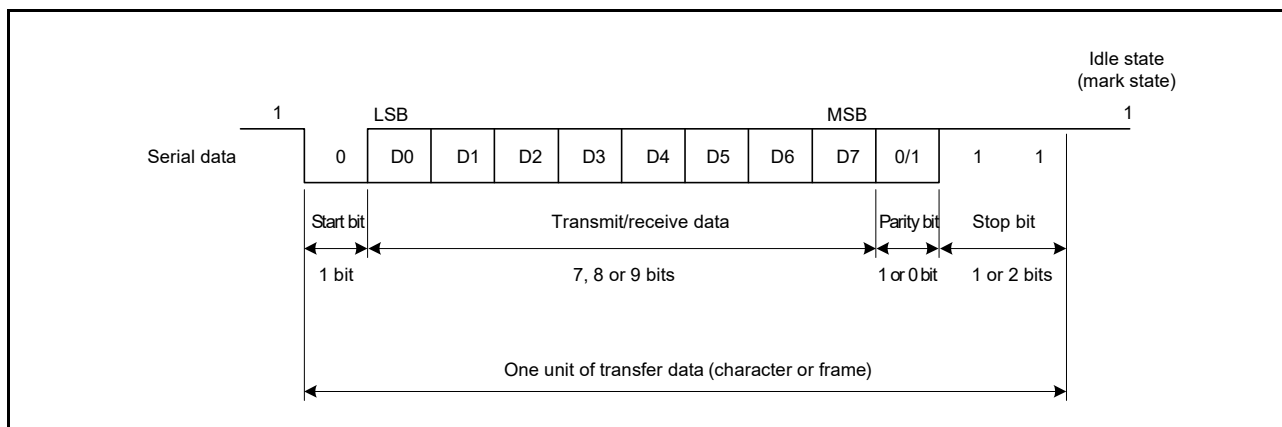 Idle state
(mark state)
1 LSB MSB 1
Serial data 0 D0 D1 D2 D3 D4 D5 D6 D7 0/1 1 1
Start bit Transmit/receive data Parity bit Stop bit
1 bit 7, 8 or 9 bits 1 or 0 bit 1 or 2 bits
One unit of transfer data (character or frame)